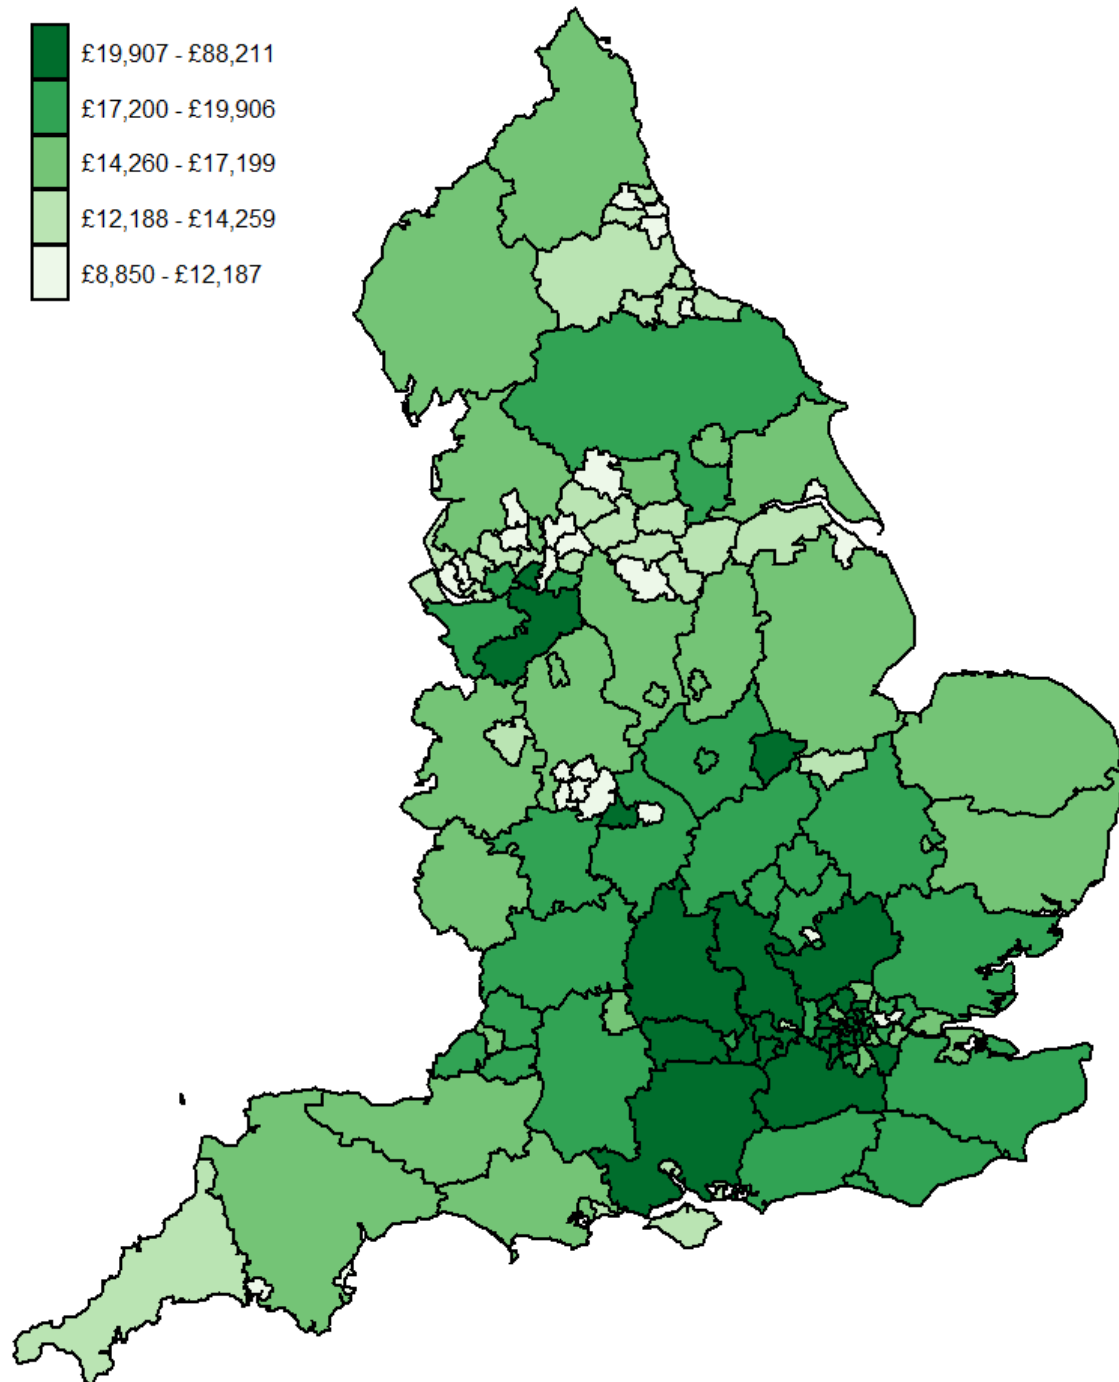 £19,907 - £88,211
£17,200 - £19,906
£14,260 - £17,199
£12,188 - £14,259
£8,850 - £12,187